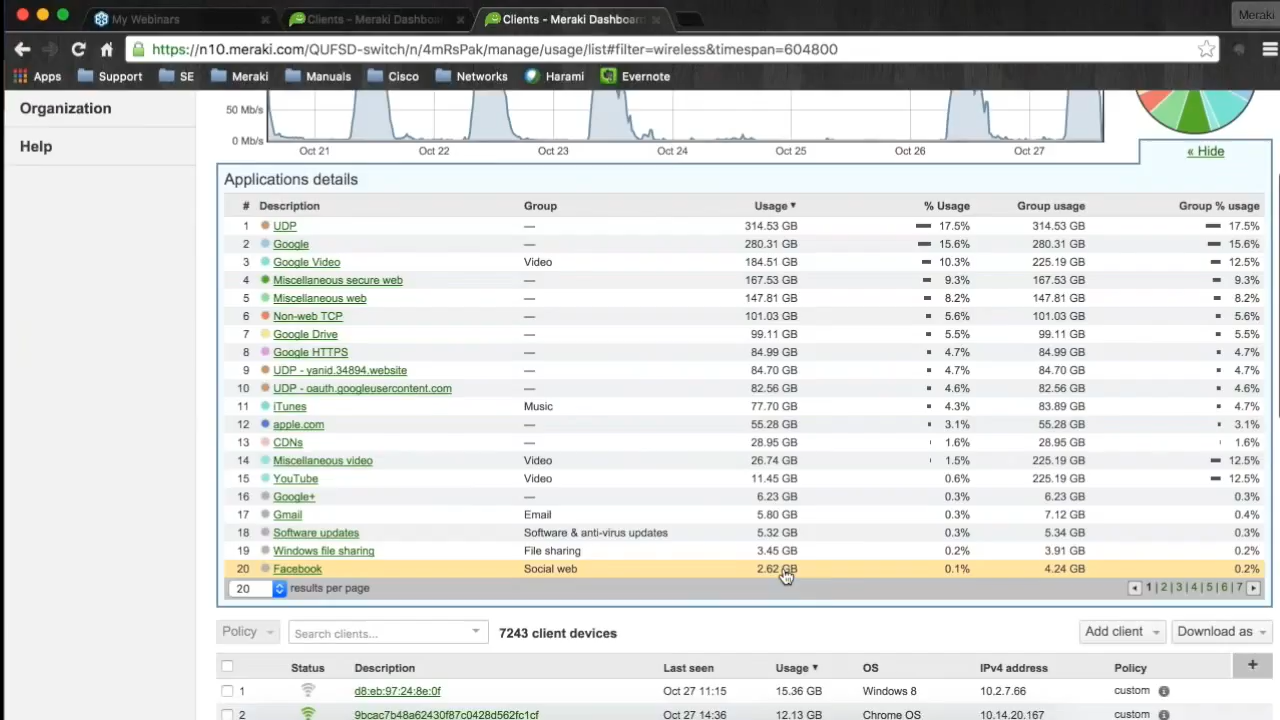 My Webinars
Clients – Meraki Dashboa
Clients – Meraki Dashboar
Meraki
https://n10.meraki.com/QUFSD-switch/n/4mRsPak/manage/usage/list#filter=wireless&timespan=604800
Apps Support SE Meraki Manuals Cisco Networks Harami Evernote
Organization
Help
50 Mb/s
0 Mb/s
Oct 21 Oct 22 Oct 23 Oct 24 Oct 25 Oct 26 Oct 27
« Hide
Applications details
# Description Group Usage ▼ % Usage Group usage Group % usage
1 UDP — 314.53 GB 17.5% 314.53 GB 17.5%
2 Google — 280.31 GB 15.6% 280.31 GB 15.6%
3 Google Video Video 184.51 GB 10.3% 225.19 GB 12.5%
4 Miscellaneous secure web — 167.53 GB 9.3% 167.53 GB 9.3%
5 Miscellaneous web — 147.81 GB 8.2% 147.81 GB 8.2%
6 Non-web TCP — 101.03 GB 5.6% 101.03 GB 5.6%
7 Google Drive — 99.11 GB 5.5% 99.11 GB 5.5%
8 Google HTTPS — 84.99 GB 4.7% 84.99 GB 4.7%
9 UDP - yanid.34894.website — 84.70 GB 4.7% 84.70 GB 4.7%
10 UDP - oauth.googleusercontent.com — 82.56 GB 4.6% 82.56 GB 4.6%
11 iTunes Music 77.70 GB 4.3% 83.89 GB 4.7%
12 apple.com — 55.28 GB 3.1% 55.28 GB 3.1%
13 CDNs — 28.95 GB 1.6% 28.95 GB 1.6%
14 Miscellaneous video Video 26.74 GB 1.5% 225.19 GB 12.5%
15 YouTube Video 11.45 GB 0.6% 225.19 GB 12.5%
16 Google+ — 6.23 GB 0.3% 6.23 GB 0.3%
17 Gmail Email 5.80 GB 0.3% 7.12 GB 0.4%
18 Software updates Software & anti-virus updates 5.32 GB 0.3% 5.34 GB 0.3%
19 Windows file sharing File sharing 3.45 GB 0.2% 3.91 GB 0.2%
20 Facebook Social web 2.62 GB 0.1% 4.24 GB 0.2%
20 results per page 1 | 2 | 3 | 4 | 5 | 6 | 7
Policy Search clients... 7243 client devices Add client Download as
Status Description Last seen Usage ▼ OS IPv4 address Policy +
1 d8:eb:97:24:8e:0f Oct 27 11:15 15.36 GB Windows 8 10.2.7.66 custom
2 9bcac7b48a62430f87c0428d562fc1cf Oct 27 14:36 12.13 GB Chrome OS 10.14.20.167 custom